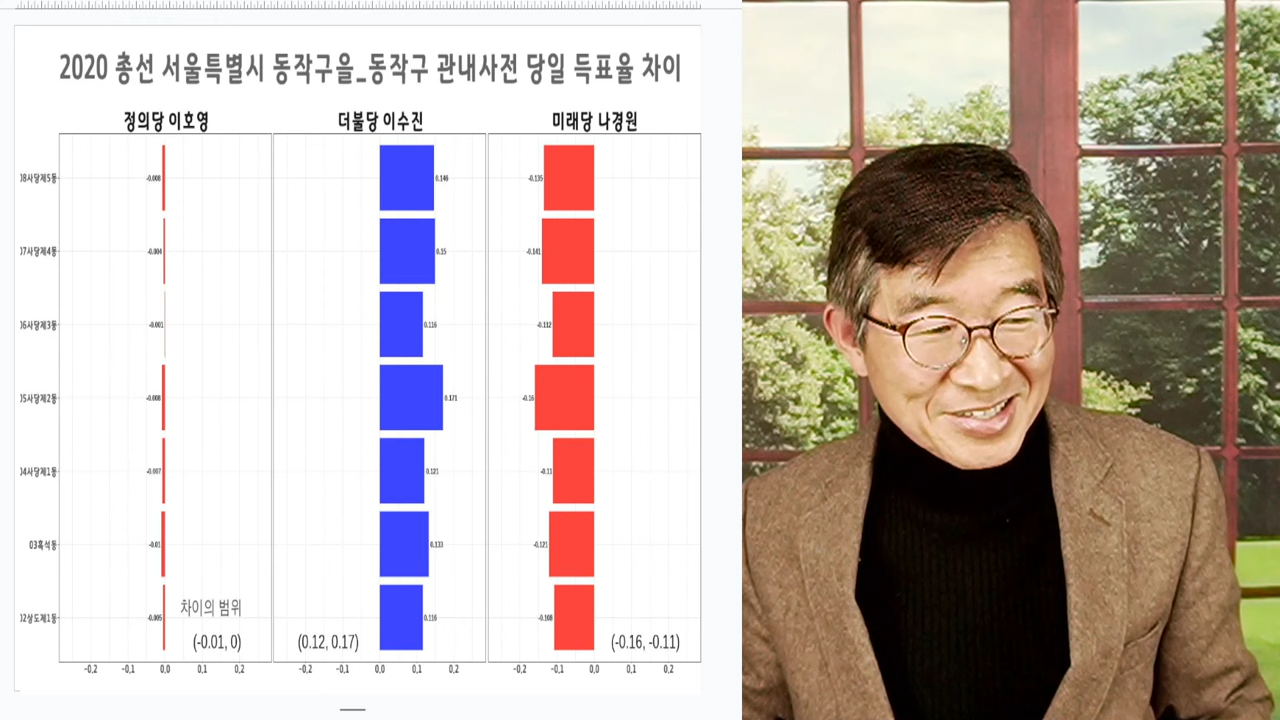 2020 총선 서울특별시 동작구을_동작구 관내사전 당일 득표율 차이
정의당 이호영 더불당 이수진 미래당 나경원
08사당제5동 -0.008 0.146 -0.135
07사당제4동 -0.004 0.15 -0.141
06사당제3동 -0.001 0.116 -0.112
05사당제2동 -0.008 0.171 -0.16
04사당제1동 -0.007 0.121 -0.11
03흑석동 -0.01 0.133 -0.121
02상도제1동 -0.005 0.116 -0.108
차이의 범위
(-0.01, 0) (0.12, 0.17) (-0.16, -0.11)
-0,2 -0,1 0,0 0,1 0,2 -0,2 -0,1 0,0 0,1 0,2 -0,2 -0,1 0,0 0,1 0,2